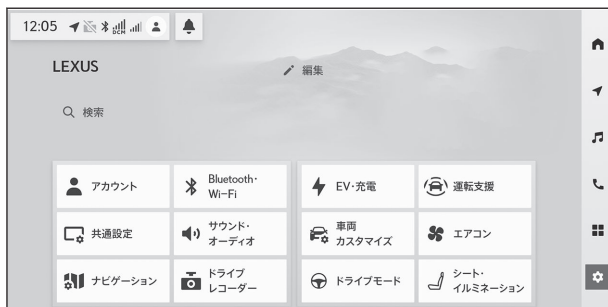 12:05
DCM
LEXUS
編集
検索
アカウント
Bluetooth･
Wi-Fi
EV･充電
運転支援
共通設定
サウンド･
オーディオ
車両
カスタマイズ
エアコン
ナビゲーション
ドライブ
レコーダー
ドライブモード
シート･
イルミネーション